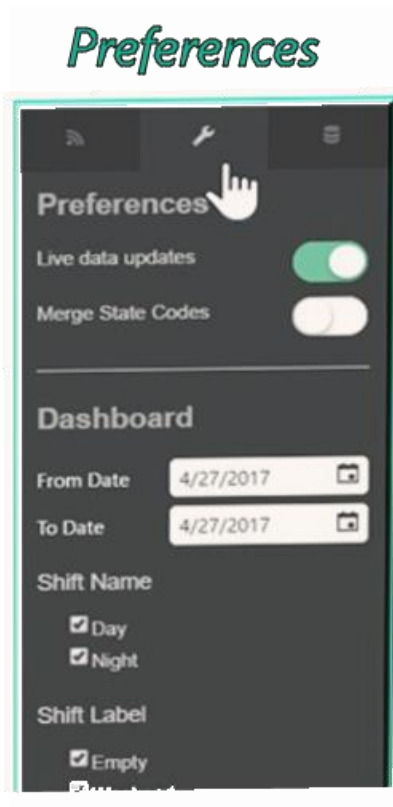 Preferences
Preferences
Live data updates
Merge State Codes
Dashboard
From Date 4/27/2017
To Date 4/27/2017
Shift Name
Day
Night
Shift Label
Empty